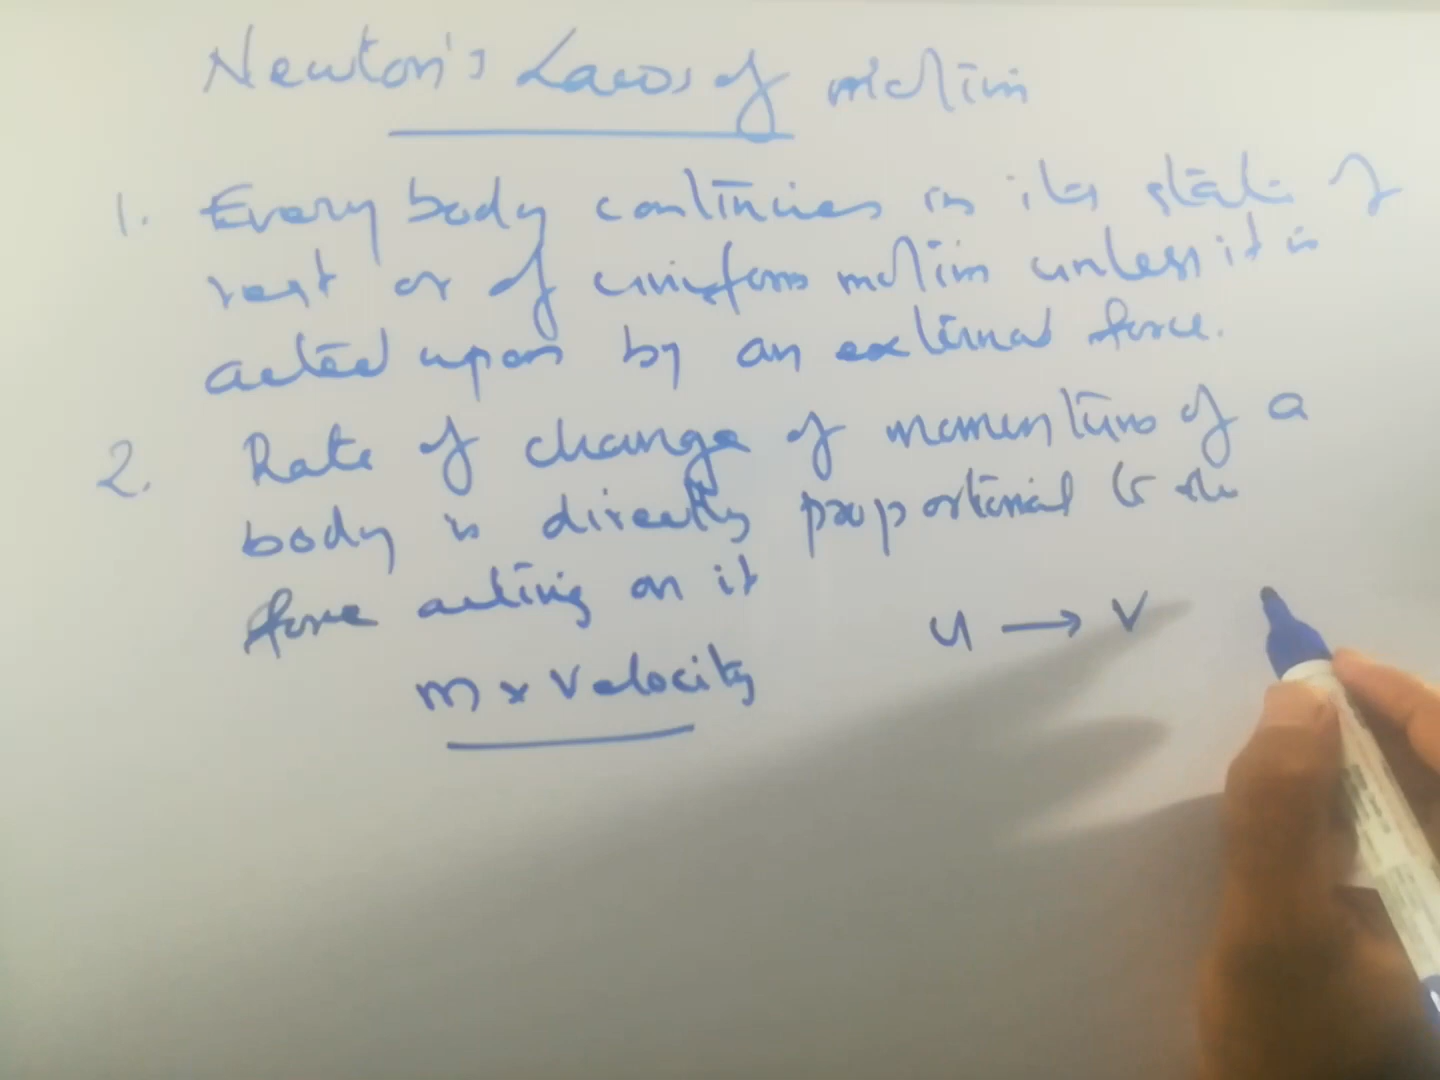 Newton's Laws of motion
1. Every body continues in its state of
rest or of uniform motion unless it is
acted upon by an external force.
2. Rate of change of momentum of a
body is directly proportional to the
force acting on it
u → v
m × velocity